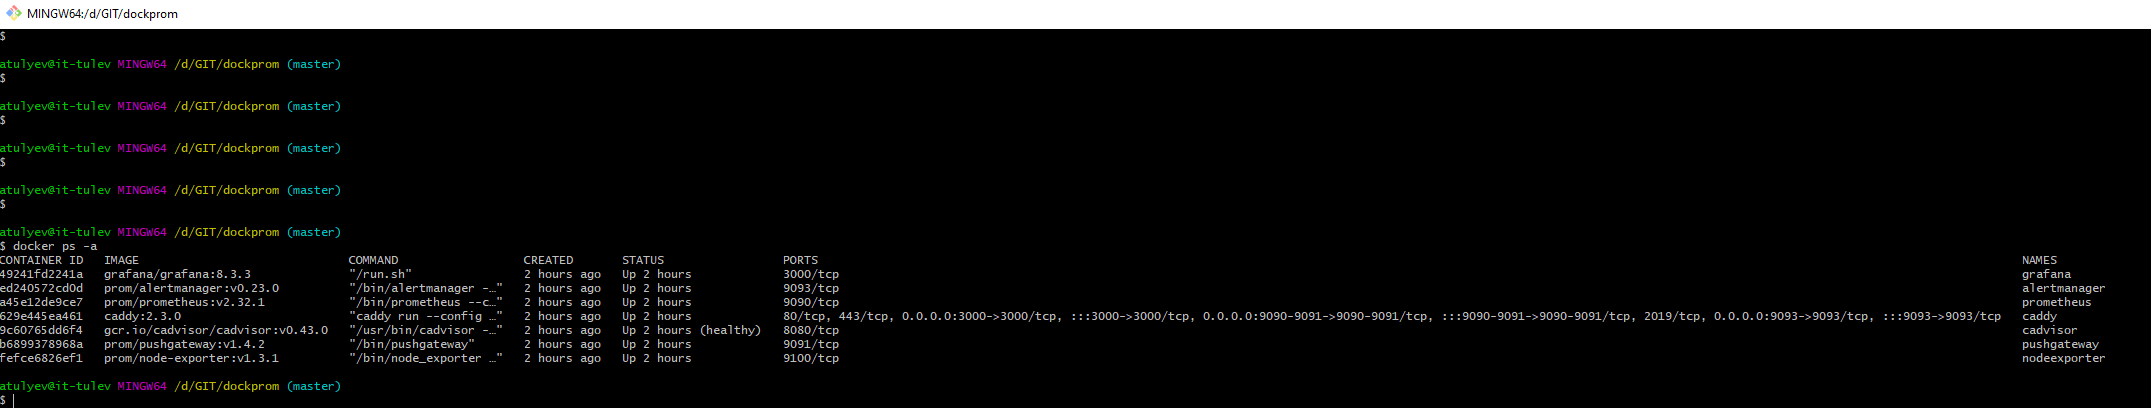 MINGW64:/d/GIT/dockprom
$
atulyev@it-tulev MINGW64 /d/GIT/dockprom (master)
$
atulyev@it-tulev MINGW64 /d/GIT/dockprom (master)
$
atulyev@it-tulev MINGW64 /d/GIT/dockprom (master)
$
atulyev@it-tulev MINGW64 /d/GIT/dockprom (master)
$
atulyev@it-tulev MINGW64 /d/GIT/dockprom (master)
$ docker ps -a
CONTAINER ID IMAGE COMMAND CREATED STATUS PORTS NAMES
49241fd2241a grafana/grafana:8.3.3 "/run.sh" 2 hours ago Up 2 hours 3000/tcp grafana
ed240572cd0d prom/alertmanager:v0.23.0 "/bin/alertmanager -…" 2 hours ago Up 2 hours 9093/tcp alertmanager
a45e12de9ce7 prom/prometheus:v2.32.1 "/bin/prometheus --c…" 2 hours ago Up 2 hours 9090/tcp prometheus
629e445ea461 caddy:2.3.0 "caddy run --config …" 2 hours ago Up 2 hours 80/tcp, 443/tcp, 0.0.0.0:3000->3000/tcp, :::3000->3000/tcp, 0.0.0.0:9090-9091->9090-9091/tcp, :::9090-9091->9090-9091/tcp, 2019/tcp, 0.0.0.0:9093->9093/tcp, :::9093->9093/tcp caddy
9c60765dd6f4 gcr.io/cadvisor/cadvisor:v0.43.0 "/usr/bin/cadvisor -…" 2 hours ago Up 2 hours (healthy) 8080/tcp cadvisor
b6899378968a prom/pushgateway:v1.4.2 "/bin/pushgateway" 2 hours ago Up 2 hours 9091/tcp pushgateway
fefce6826ef1 prom/node-exporter:v1.3.1 "/bin/node_exporter …" 2 hours ago Up 2 hours 9100/tcp nodeexporter
atulyev@it-tulev MINGW64 /d/GIT/dockprom (master)
$